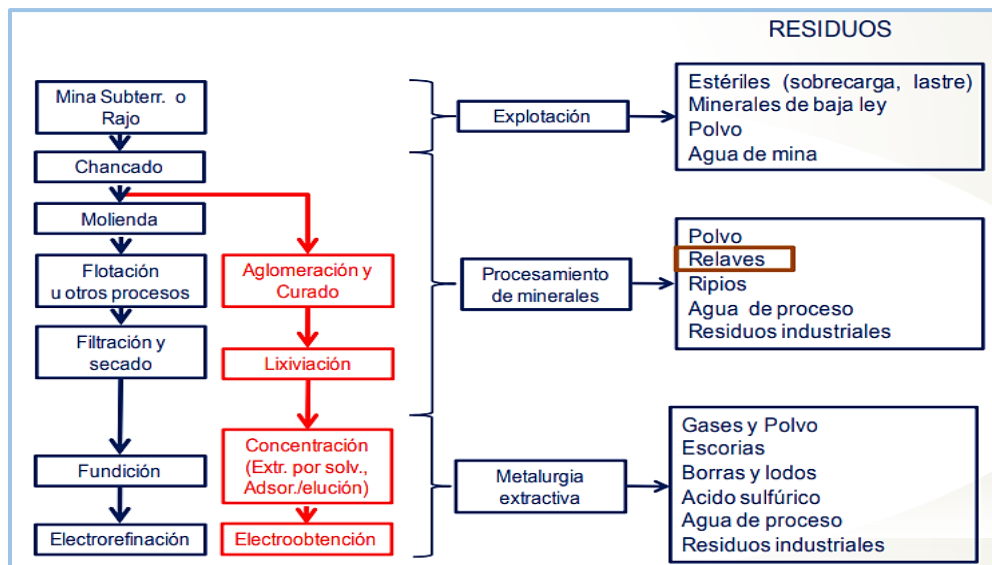 RESIDUOS
Mina Subterr. o
Rajo
Chancado
Molienda
Flotación
u otros procesos
Filtración y
secado
Fundición
Electrorefinación
Aglomeración y
Curado
Lixiviación
Concentración
(Extr. por solv.,
Adsor./elución)
Electroobtención
Explotación
Procesamiento
de minerales
Metalurgia
extractiva
Estériles (sobrecarga, lastre)
Minerales de baja ley
Polvo
Agua de mina
Polvo
Relaves
Ripios
Agua de proceso
Residuos industriales
Gases y Polvo
Escorias
Borras y lodos
Acido sulfúrico
Agua de proceso
Residuos industriales